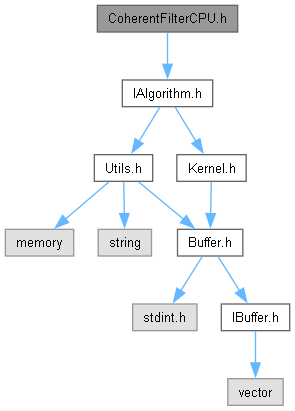 CoherentFilterCPU.h
IAlgorithm.h
Utils.h
Kernel.h
memory
string
Buffer.h
stdint.h
IBuffer.h
vector